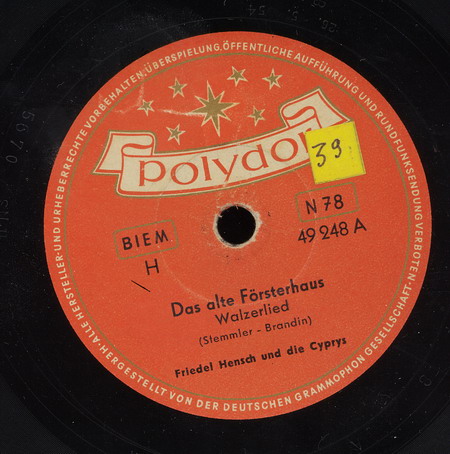 ALLE HERSTELLER- UND URHEBERRECHTE VORBEHALTEN. ÜBERSPIELUNG, ÖFFENTLICHE AUFFÜHRUNG UND RUNDFUNKSENDUNG VERBOTEN
polydor
39.
BIEM
N 78
H
49 248 A
Das alte Försterhaus
Walzerlied
(Stemmler - Brandin)
Friedel Hensch und die Cyprys
HERGESTELLT VON DER DEUTSCHEN GRAMMOPHON GESELLSCHAFT